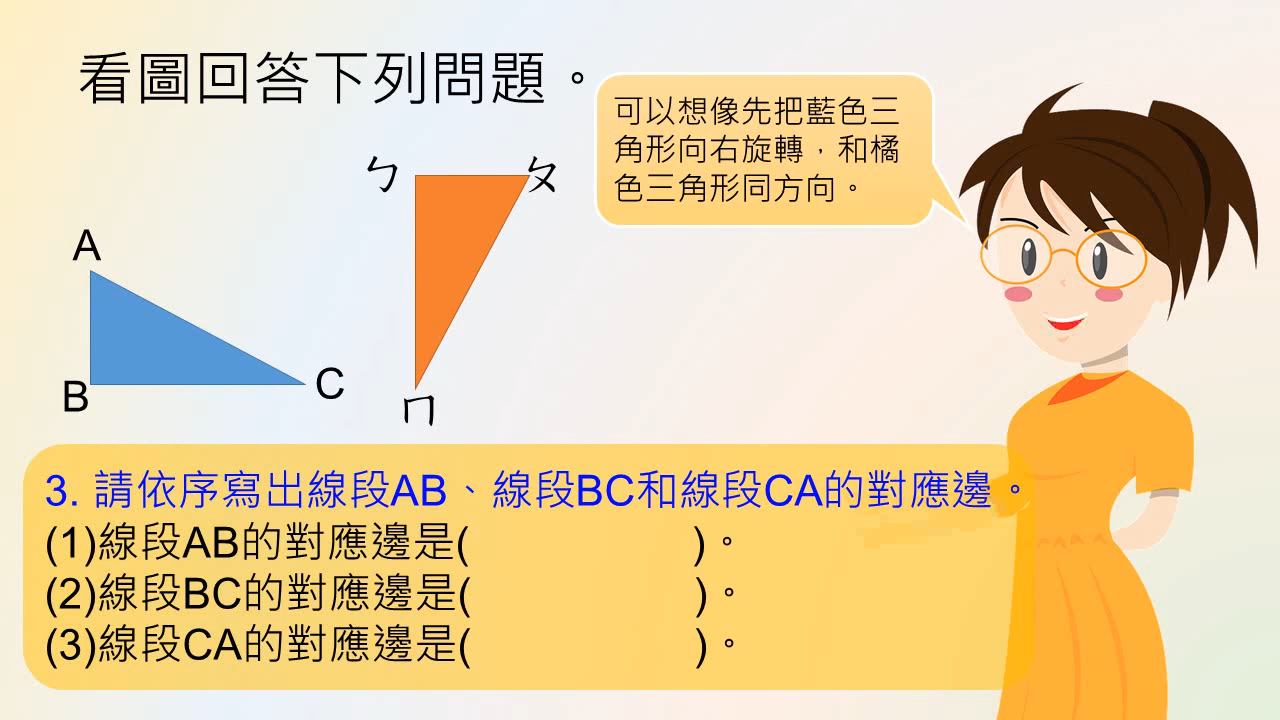 看圖回答下列問題。
可以想像先把藍色三
角形向右旋轉，和橘
色三角形同方向。
ㄅ
ㄆ
A
B
C
ㄇ
3. 請依序寫出線段AB、線段BC和線段CA的對應邊。
(1)線段AB的對應邊是( )。
(2)線段BC的對應邊是( )。
(3)線段CA的對應邊是( )。